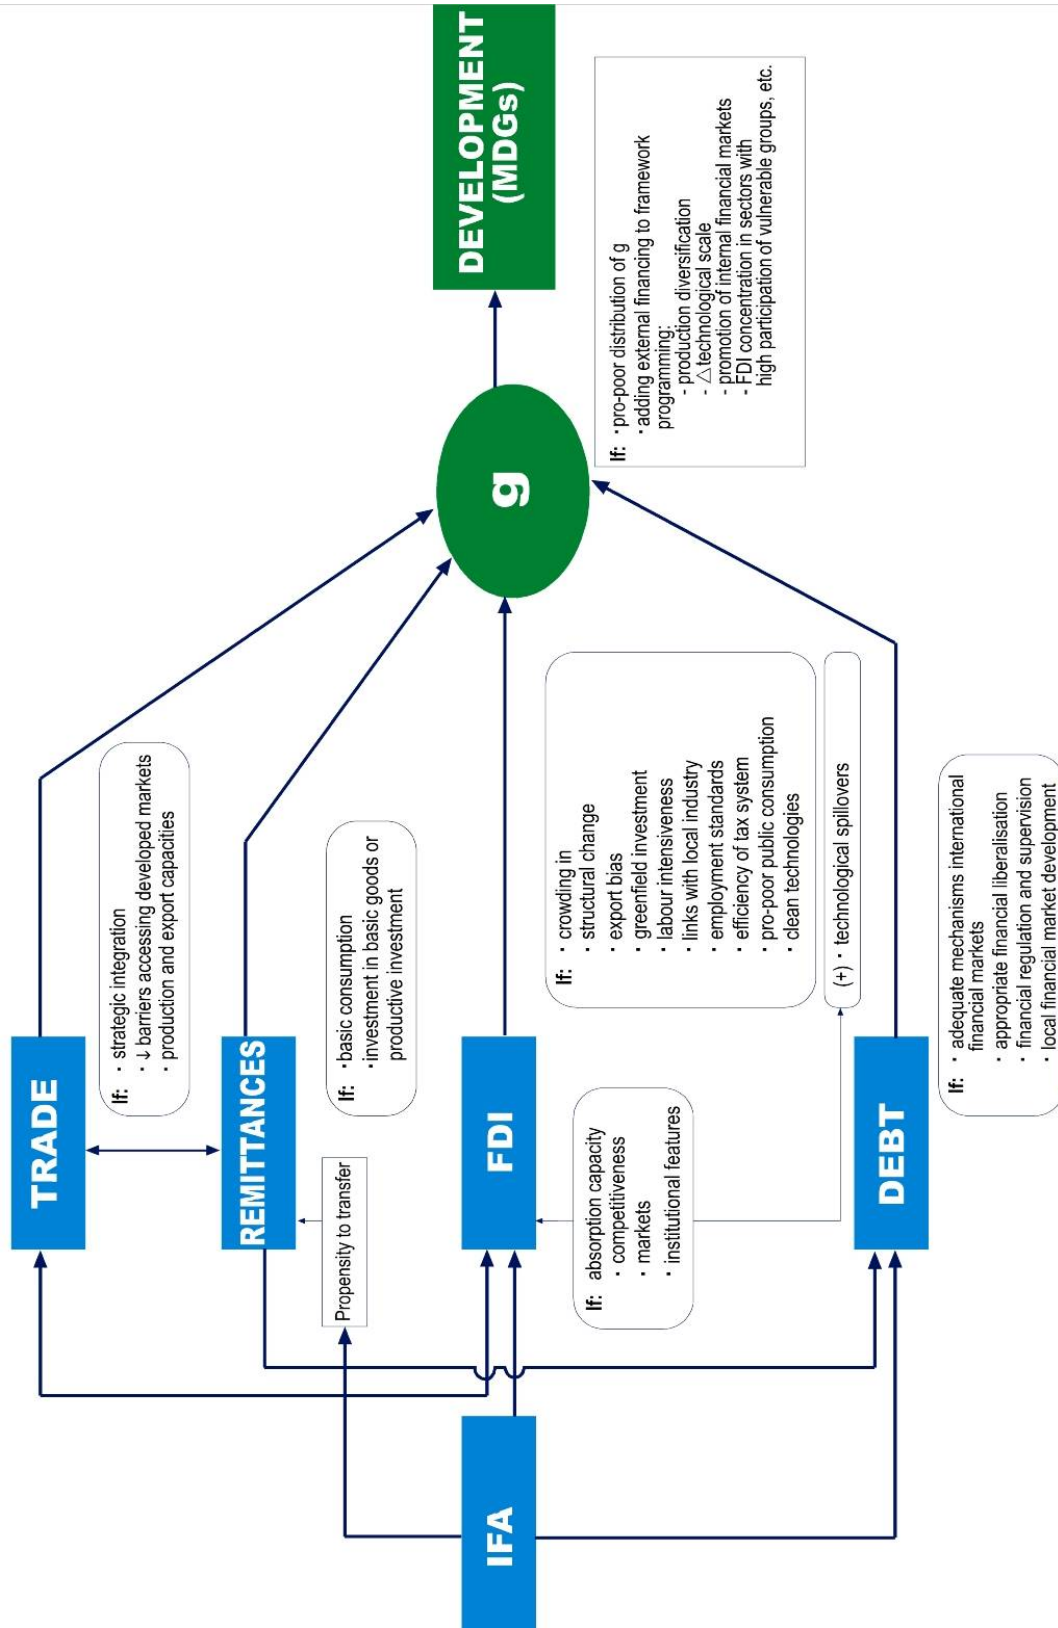 TRADE
If: · strategic integration
· ↓ barriers accessing developed markets
· production and export capacities
REMITTANCES
Propensity to transfer
If: ·basic consumption
·investment in basic goods or
productive investment
IFA
FDI
If: absorption capacity
· competitiveness
· markets
· institutional features
If: · crowding in
· structural change
· export bias
· greenfield investment
· labour intensiveness
· links with local industry
· employment standards
· efficiency of tax system
· pro-poor public consumption
· clean technologies
(+) · technological spillovers
DEBT
If: · adequate mechanisms international
financial markets
· appropriate financial liberalisation
· financial regulation and supervision
· local financial market development
g
DEVELOPMENT
(MDGs)
If: ·pro-poor distribution of g
·adding external financing to framework
programming:
- production diversification
- △technological scale
- promotion of internal financial markets
- FDI concentration in sectors with
high participation of vulnerable groups, etc.